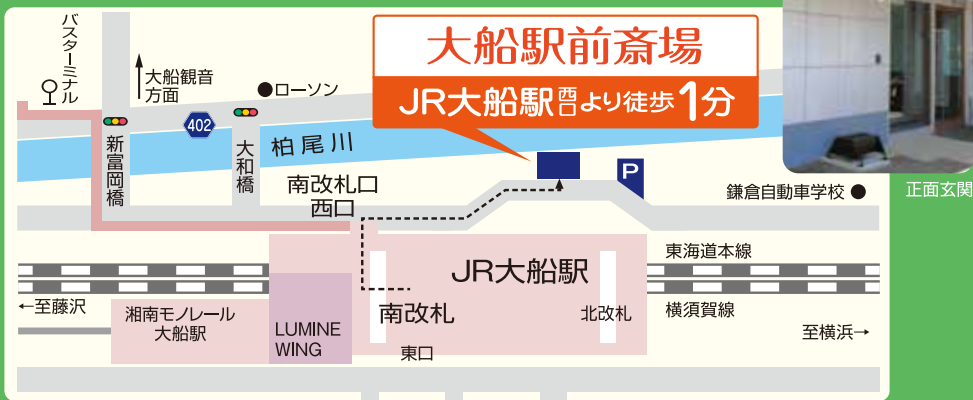 大船駅前斎場
JR大船駅西口より徒歩1分
バスターミナル
大船観音
方面
ローソン
402
新富岡橋
大和橋
柏尾川
南改札口
西口
P
鎌倉自動車学校
正面玄関
JR大船駅
東海道本線
←至藤沢
湘南モノレール
大船駅
LUMINE
WING
南改札
北改札
横須賀線
東口
至横浜→